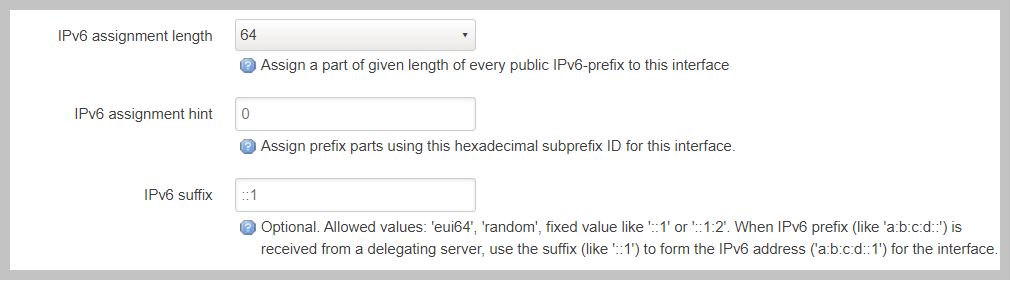 IPv6 assignment length 64
Assign a part of given length of every public IPv6-prefix to this interface
IPv6 assignment hint 0
Assign prefix parts using this hexadecimal subprefix ID for this interface.
IPv6 suffix ::1
Optional. Allowed values: 'eui64', 'random', fixed value like '::1' or '::1:2'. When IPv6 prefix (like 'a:b:c:d::') is
received from a delegating server, use the suffix (like '::1') to form the IPv6 address ('a:b:c:d::1') for the interface.